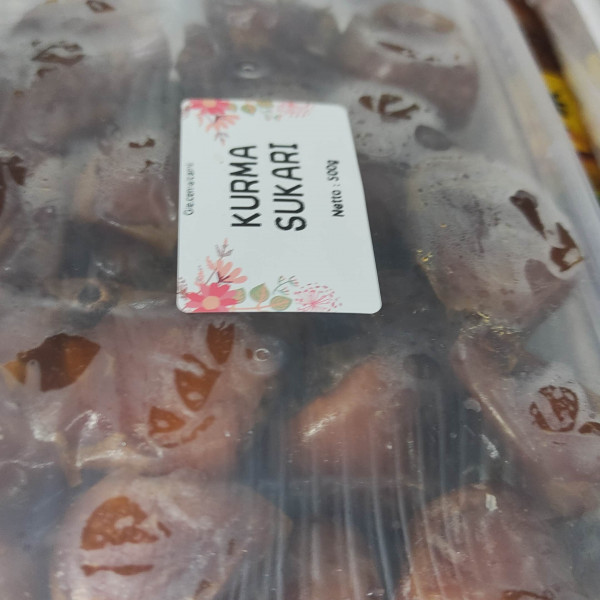 KURMA
SUKARI
Netto : 500g